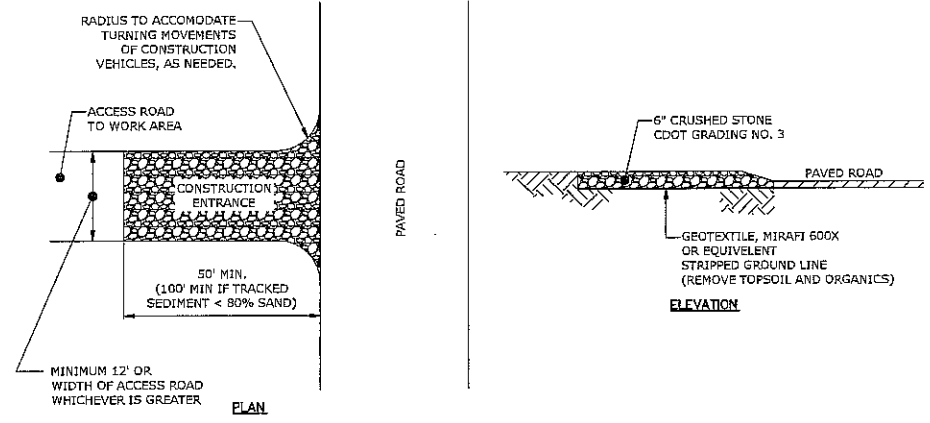 RADIUS TO ACCOMODATE
TURNING MOVEMENTS
OF CONSTRUCTION
VEHICLES, AS NEEDED.
ACCESS ROAD
TO WORK AREA
CONSTRUCTION
ENTRANCE
PAVED ROAD
50' MIN.
(100' MIN IF TRACKED
SEDIMENT < 80% SAND)
MINIMUM 12' OR
WIDTH OF ACCESS ROAD
WHICHEVER IS GREATER
PLAN
6" CRUSHED STONE
CDOT GRADING NO. 3
PAVED ROAD
GEOTEXTILE, MIRAFI 600X
OR EQUIVELENT
STRIPPED GROUND LINE
(REMOVE TOPSOIL AND ORGANICS)
ELEVATION